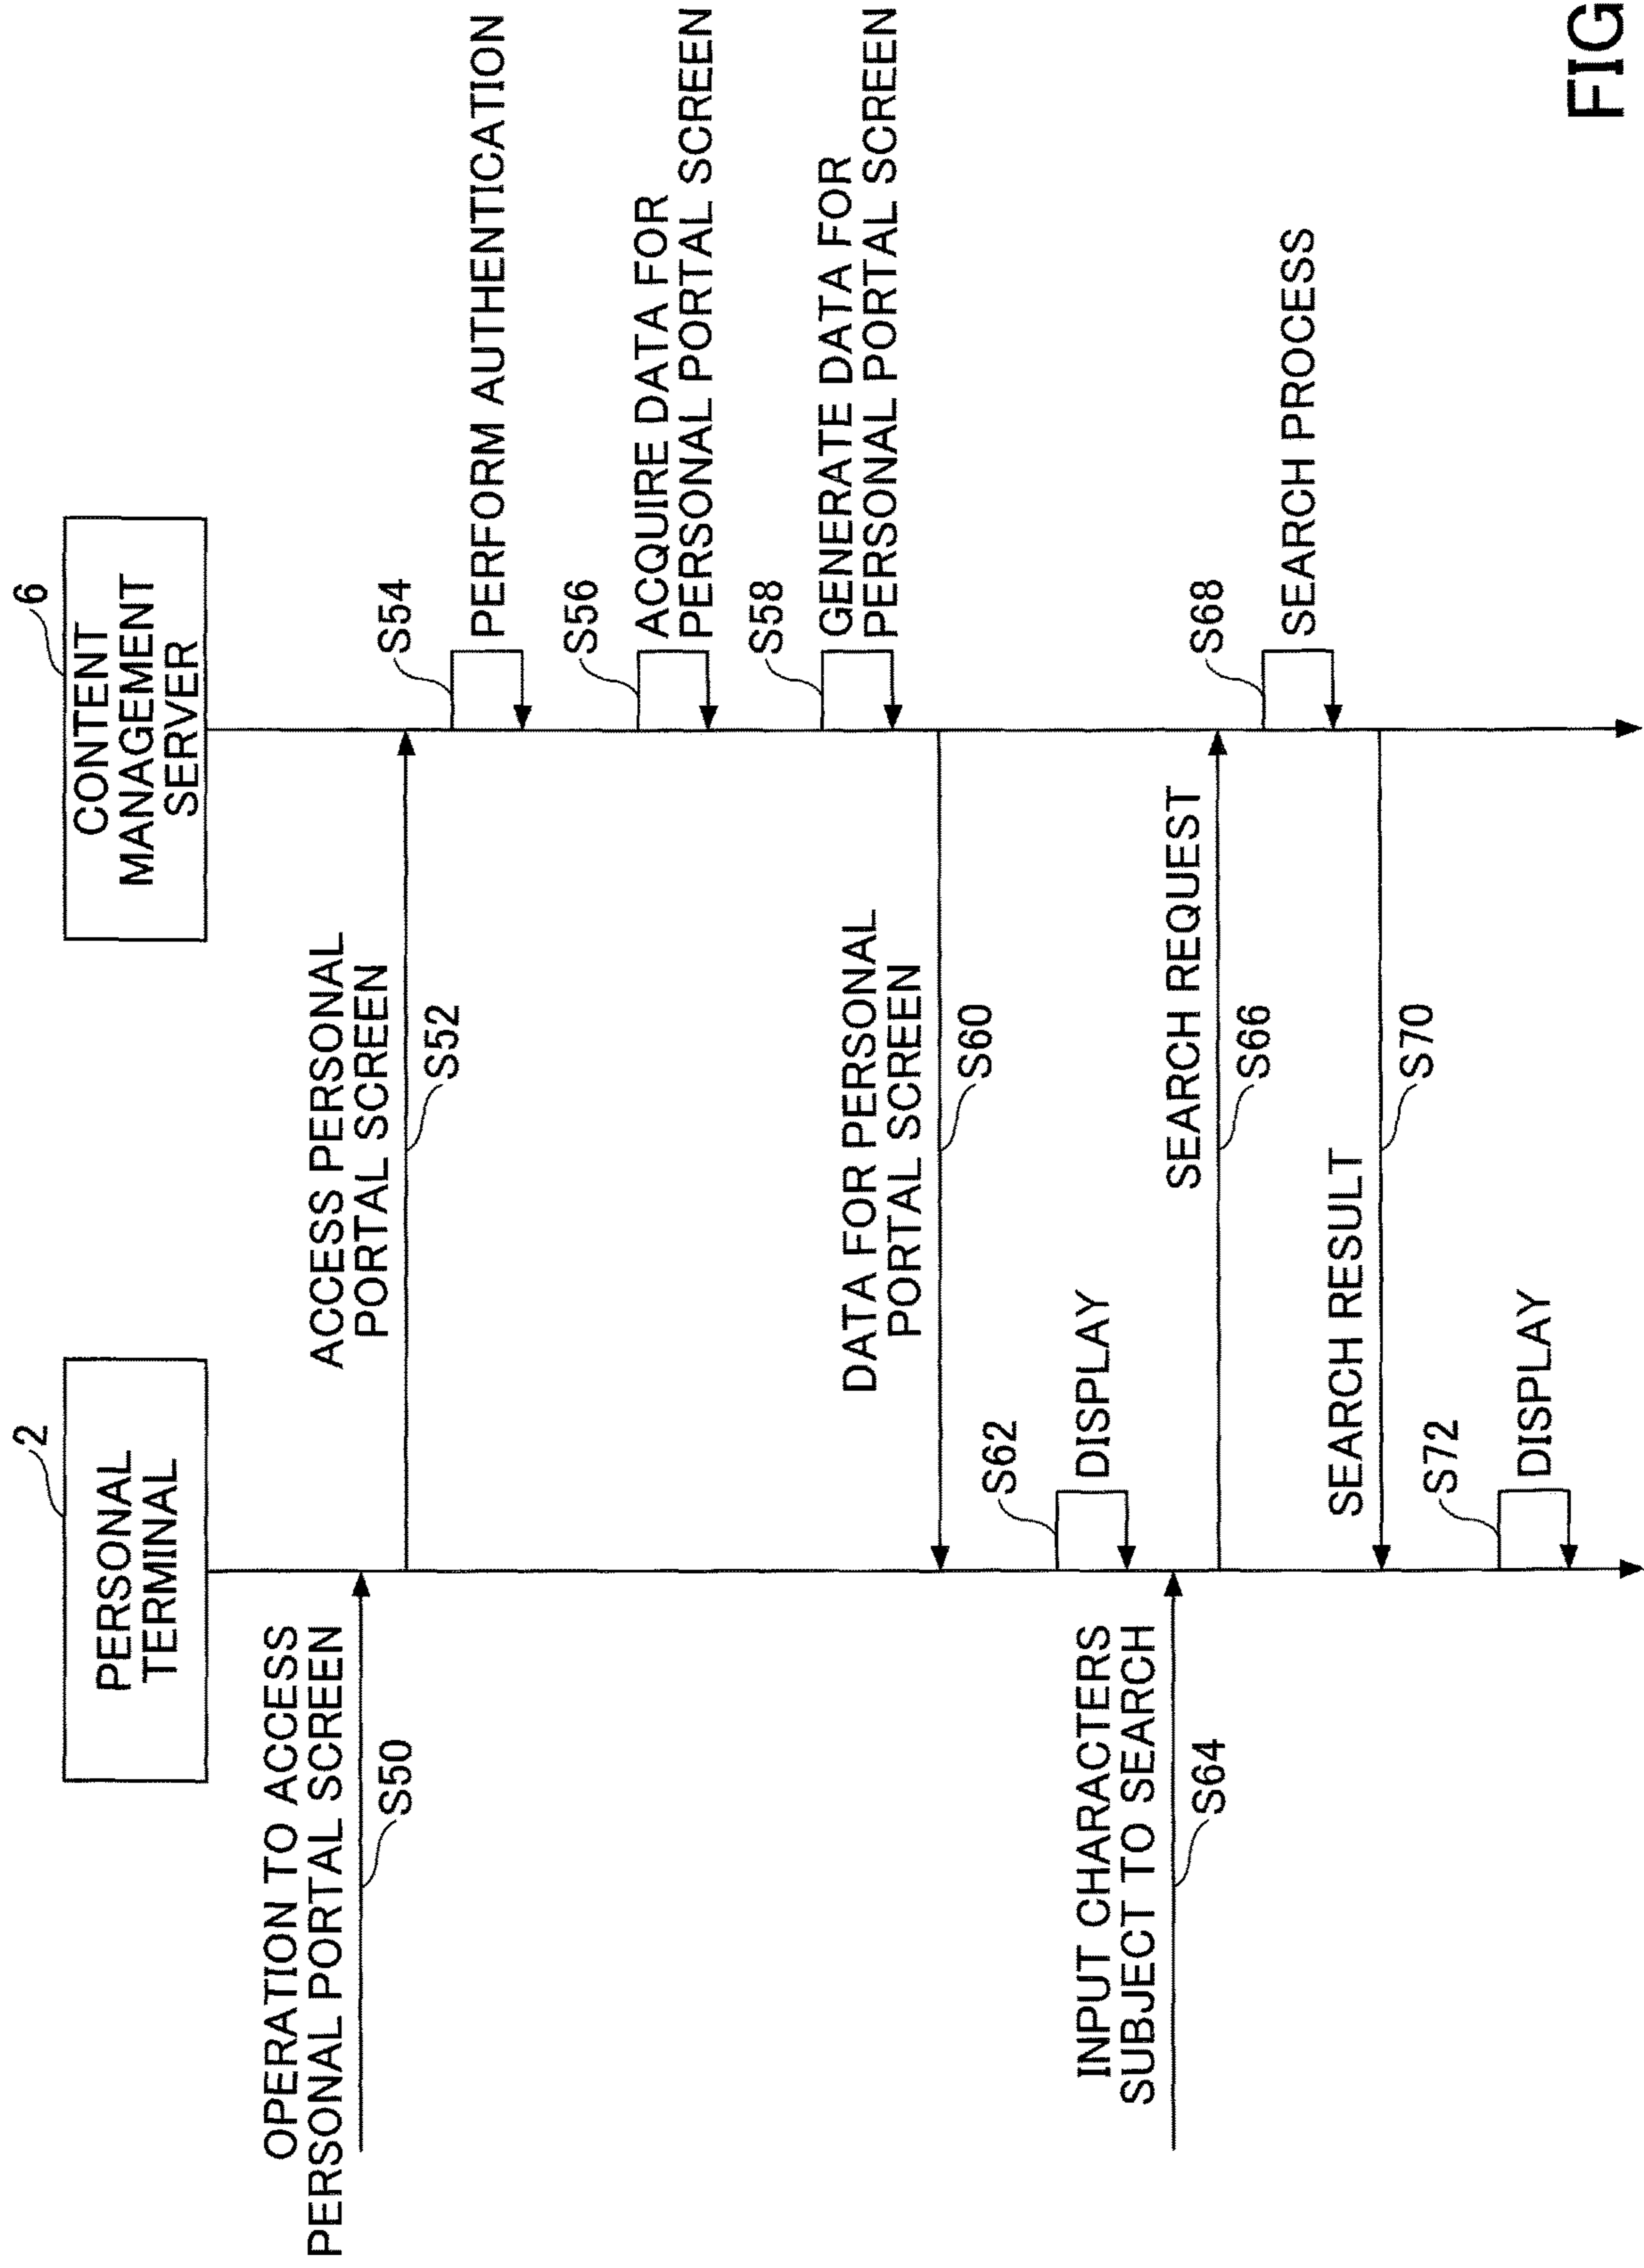 2
PERSONAL
TERMINAL
6
CONTENT
MANAGEMENT
SERVER
OPERATION TO ACCESS
PERSONAL PORTAL SCREEN
S50
ACCESS PERSONAL
PORTAL SCREEN
S52
S54
PERFORM AUTHENTICATION
S56
ACQUIRE DATA FOR
PERSONAL PORTAL SCREEN
S58
GENERATE DATA FOR
PERSONAL PORTAL SCREEN
DATA FOR PERSONAL
PORTAL SCREEN
S60
S62
DISPLAY
INPUT CHARACTERS
SUBJECT TO SEARCH
S64
SEARCH REQUEST
S66
S68
SEARCH PROCESS
SEARCH RESULT
S70
S72
DISPLAY
FIG